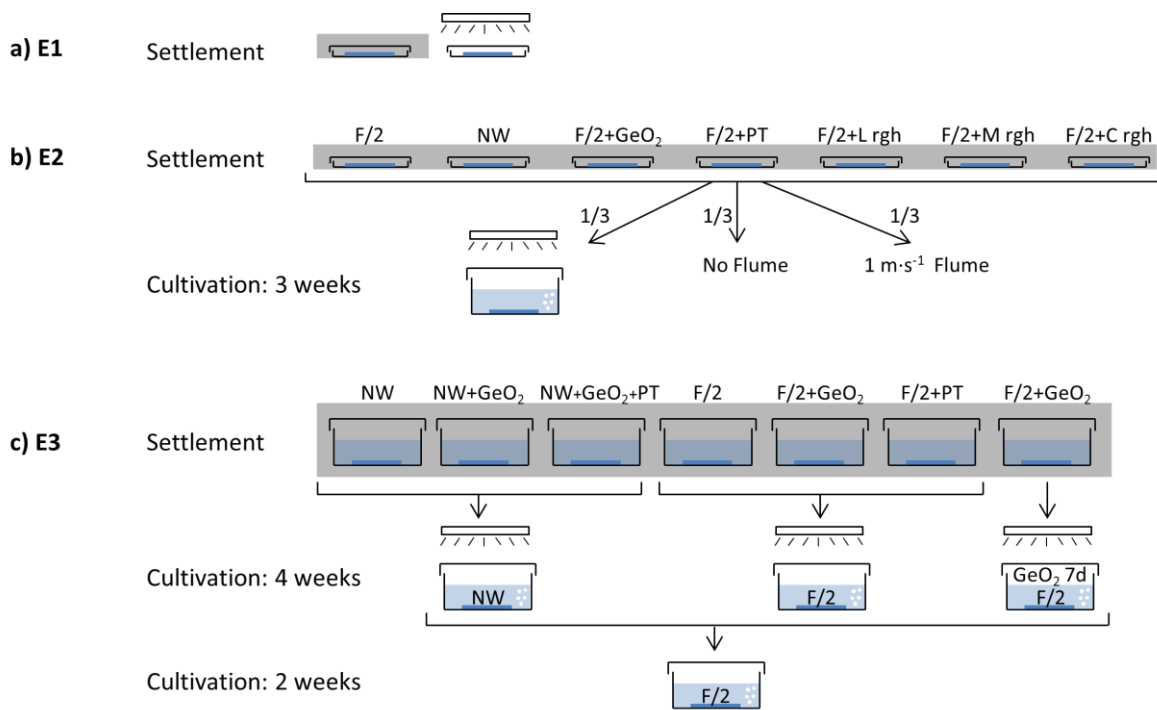 a) E1 Settlement
F/2 NW F/2+GeO₂ F/2+PT F/2+L rgh F/2+M rgh F/2+C rgh
b) E2 Settlement
1/3 1/3 1/3
No Flume 1 m·s⁻¹ Flume
Cultivation: 3 weeks
NW NW+GeO₂ NW+GeO₂+PT F/2 F/2+GeO₂ F/2+PT F/2+GeO₂
c) E3 Settlement
Cultivation: 4 weeks
GeO₂ 7d
NW F/2 F/2
Cultivation: 2 weeks
F/2